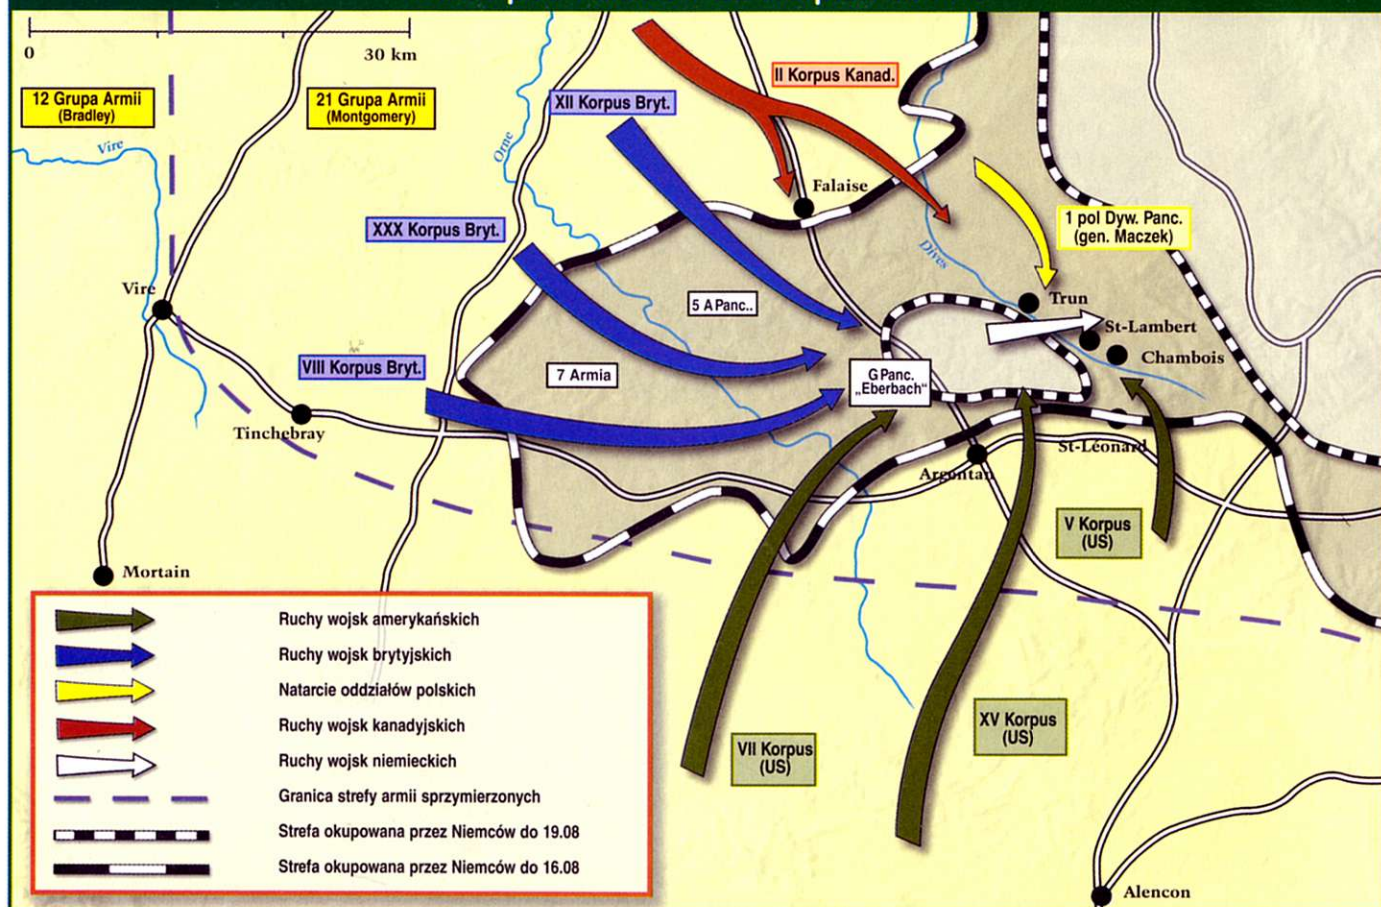 0
30 km
12 Grupa Armii
(Bradley)
21 Grupa Armii
(Montgomery)
Vire
Orne
XII Korpus Bryt.
II Korpus Kanad.
Falaise
1 pol Dyw. Panc.
(gen. Maczek)
XXX Korpus Bryt.
Dives
Vire
5 A Panc..
Trun
St-Lambert
Chambois
VIII Korpus Bryt.
7 Armia
G Panc.
„Eberbach“
Tinchebray
St-Léonard
Argontan
V Korpus
(US)
Mortain
XV Korpus
(US)
VII Korpus
(US)
Alencon
Ruchy wojsk amerykańskich
Ruchy wojsk brytyjskich
Natarcie oddziałów polskich
Ruchy wojsk kanadyjskich
Ruchy wojsk niemieckich
Granica strefy armii sprzymierzonych
Strefa okupowana przez Niemców do 19.08
Strefa okupowana przez Niemców do 16.08